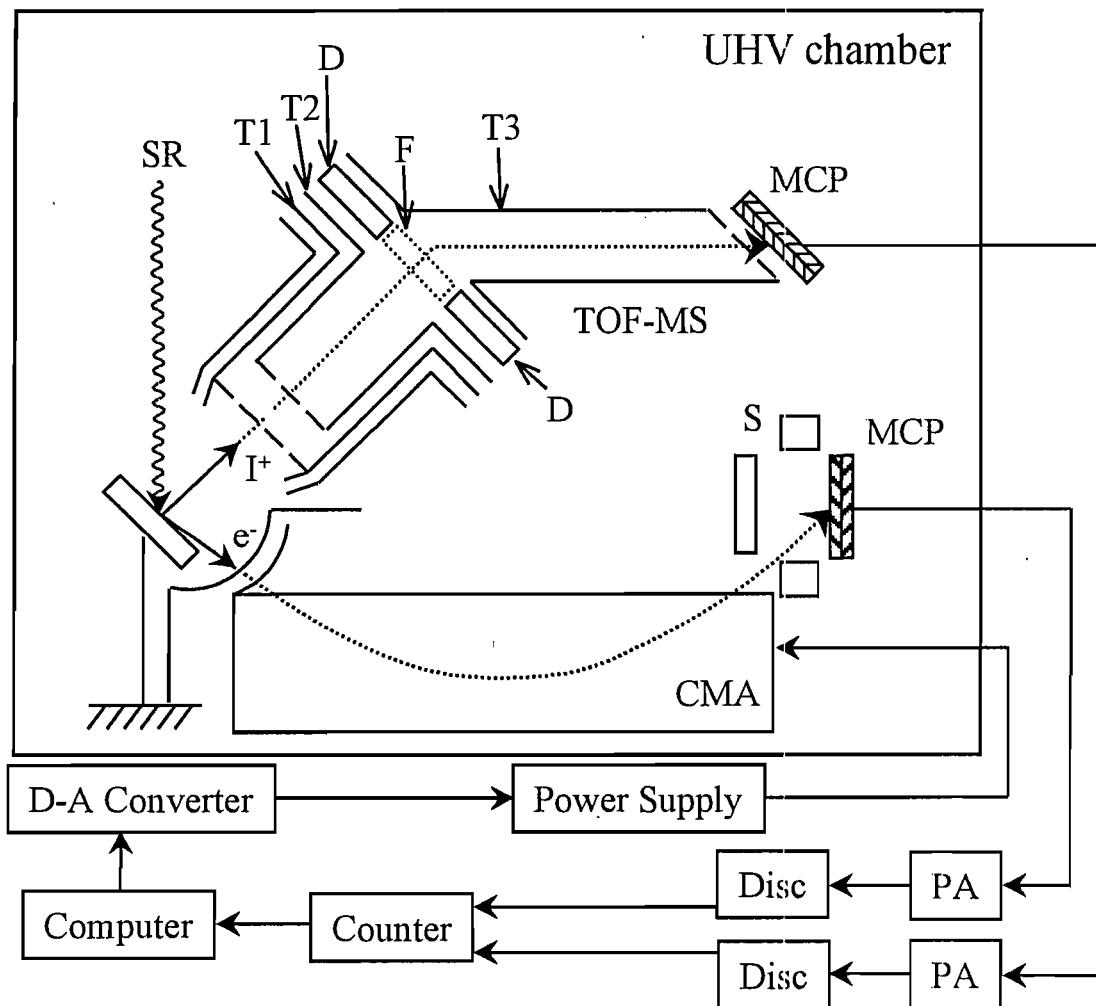 UHV chamber
D
T2
T1
F
T3
SR
MCP
TOF-MS
D
I+
S
MCP
e-
CMA
D-A Converter
Power Supply
Disc
PA
Computer
Counter
Disc
PA